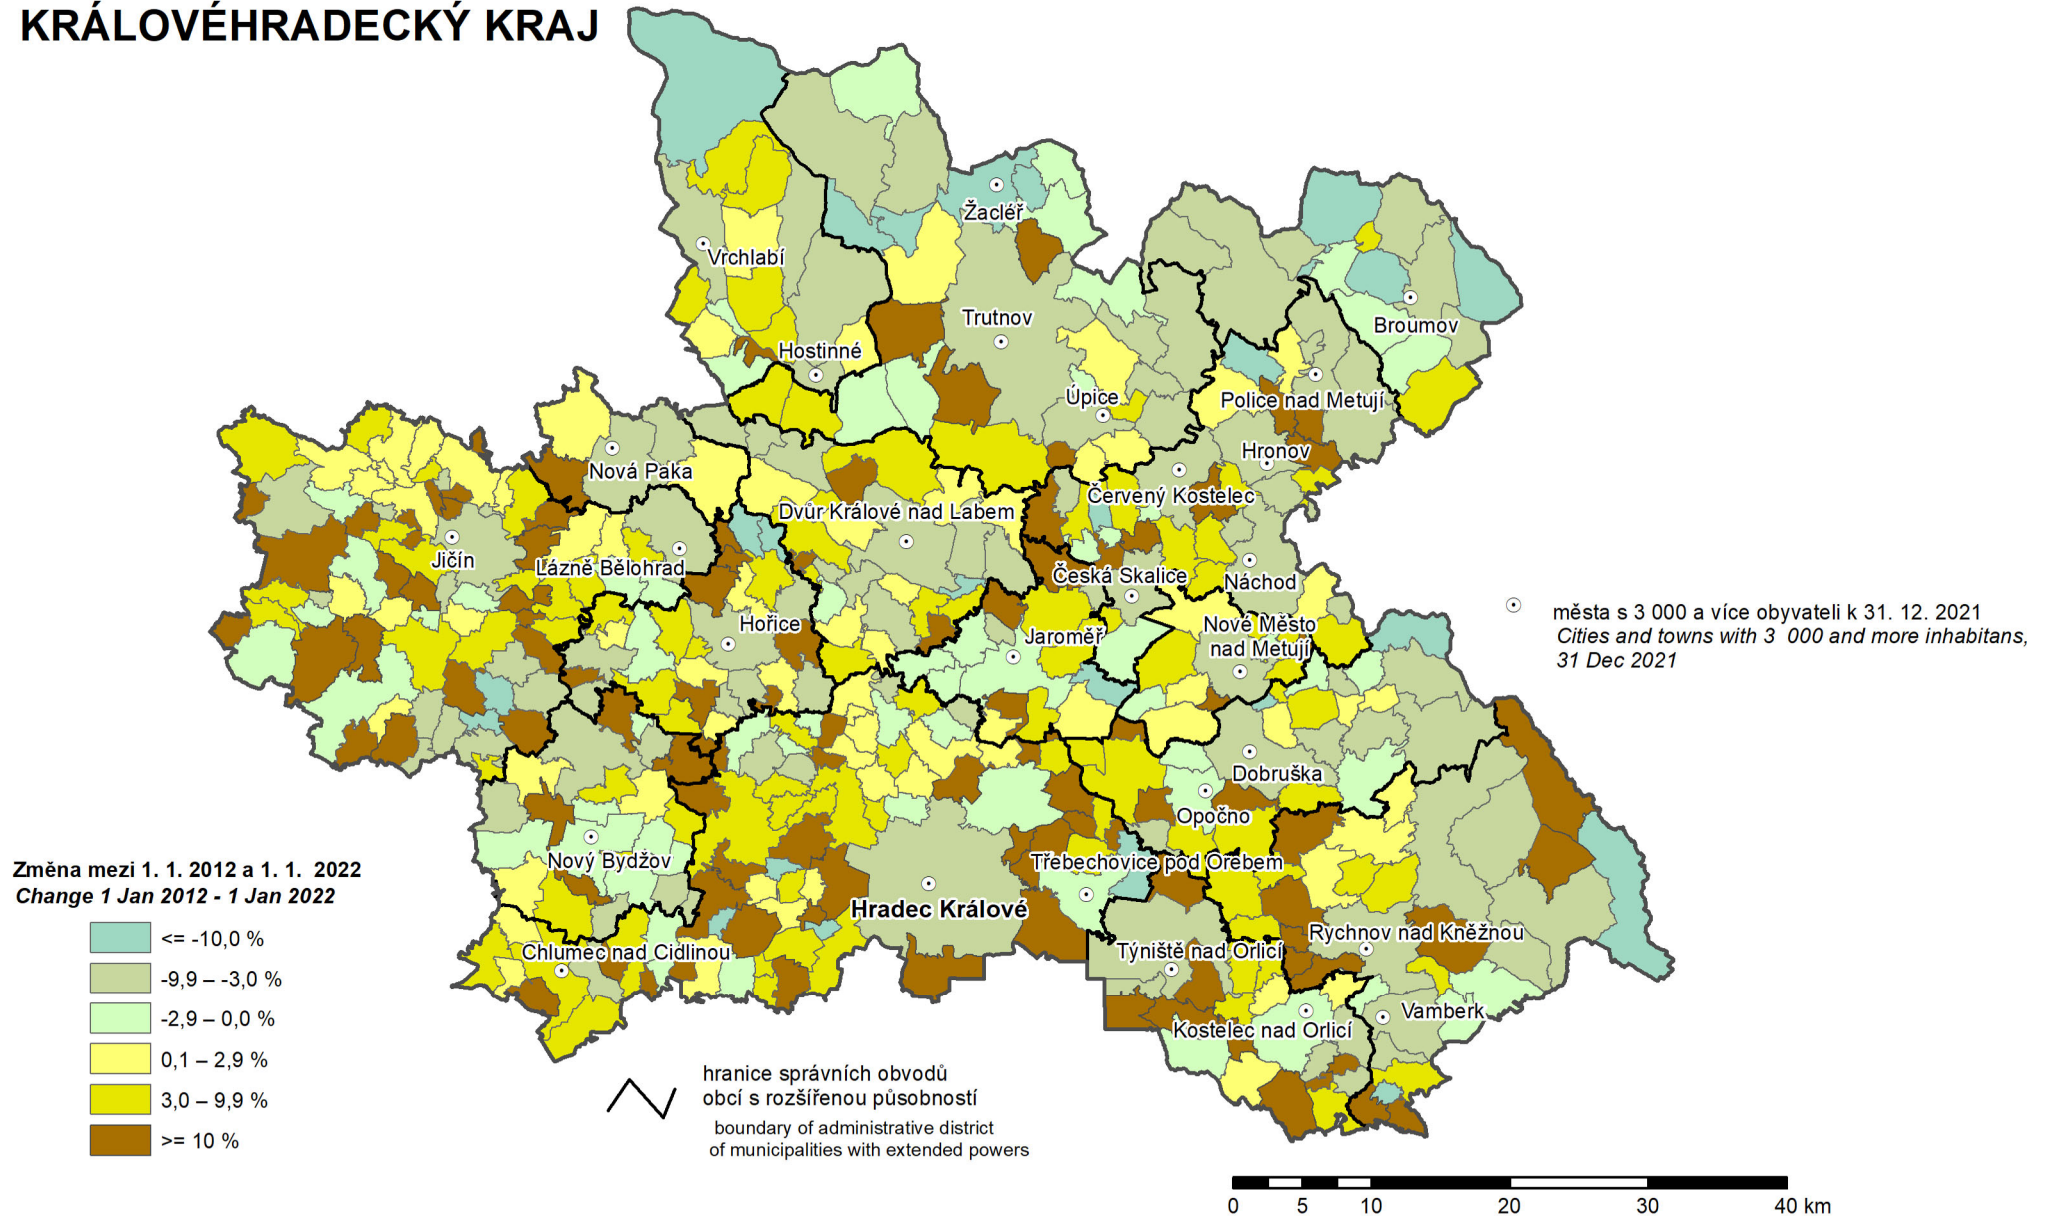 KRÁLOVÉHRADECKÝ KRAJ
Žacléř
Vrchlabí
Trutnov
Broumov
Hostinné
Úpice
Police nad Metují
Hronov
Nová Paka
Červený Kostelec
Dvůr Králové nad Labem
Jičín
Lázně Bělohrad
Česká Skalice
Náchod
Hořice
Jaroměř
Nové Město
nad Metují
města s 3 000 a více obyvateli k 31. 12. 2021
Cities and towns with 3 000 and more inhabitans,
31 Dec 2021
Dobruška
Opočno
Nový Bydžov
Třebechovice pod Orebem
Hradec Králové
Rychnov nad Kněžnou
Chlumec nad Cidlinou
Týniště nad Orlicí
Vamberk
Kostelec nad Orlicí
Změna mezi 1. 1. 2012 a 1. 1. 2022
Change 1 Jan 2012 - 1 Jan 2022
<= -10,0 %
-9,9 – -3,0 %
-2,9 – 0,0 %
0,1 – 2,9 %
3,0 – 9,9 %
>= 10 %
hranice správních obvodů
obcí s rozšířenou působností
boundary of administrative district
of municipalities with extended powers
0 5 10 20 30 40 km